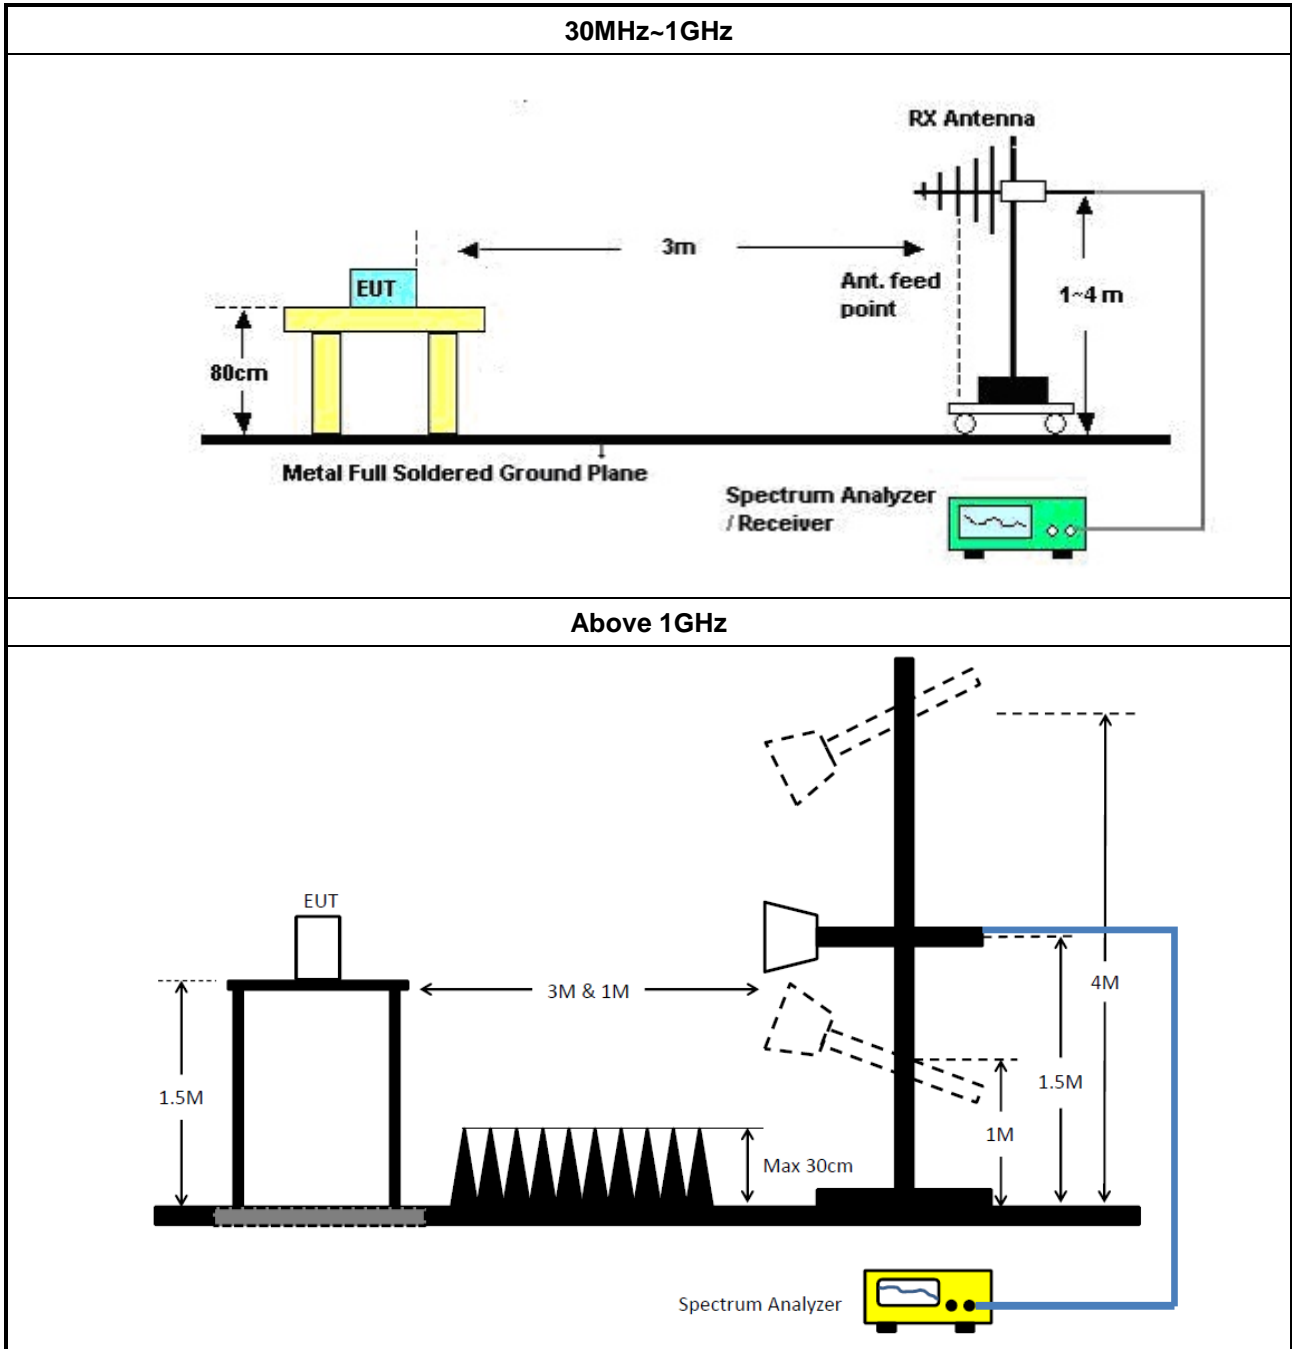 30MHz~1GHz
RX Antenna
3m
EUT
Ant. feed
point
1~4 m
80cm
Metal Full Soldered Ground Plane
Spectrum Analyzer
/ Receiver
Above 1GHz
EUT
3M & 1M
4M
1.5M
1.5M
1M
Max 30cm
Spectrum Analyzer